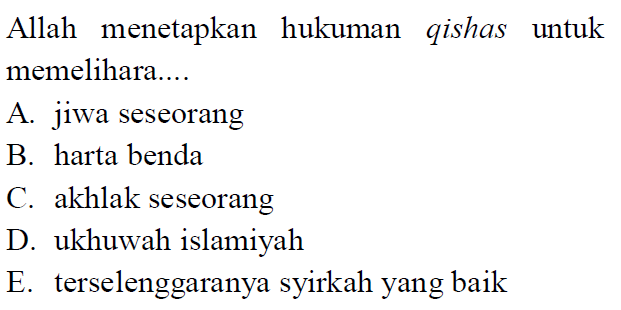 Allah menetapkan hukuman qishas untuk
memelihara....
A. jiwa seseorang
B. harta benda
C. akhlak seseorang
D. ukhuwah islamiyah
E. terselenggaranya syirkah yang baik